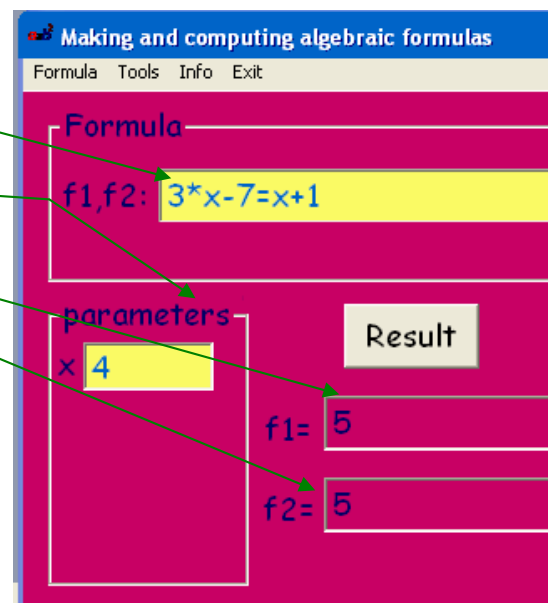 Making and computing algebraic formulas
Formula Tools Info Exit
Formula
f1,f2: 3*x-7=x+1
parameters
Result
x 4
f1= 5
f2= 5